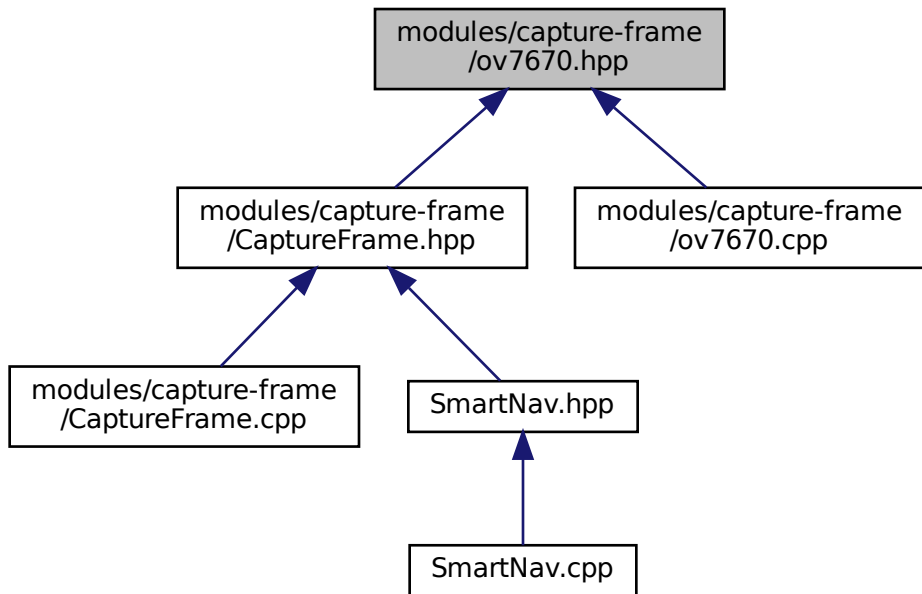 modules/capture-frame
/ov7670.hpp
modules/capture-frame
/CaptureFrame.hpp
modules/capture-frame
/ov7670.cpp
modules/capture-frame
/CaptureFrame.cpp
SmartNav.hpp
SmartNav.cpp